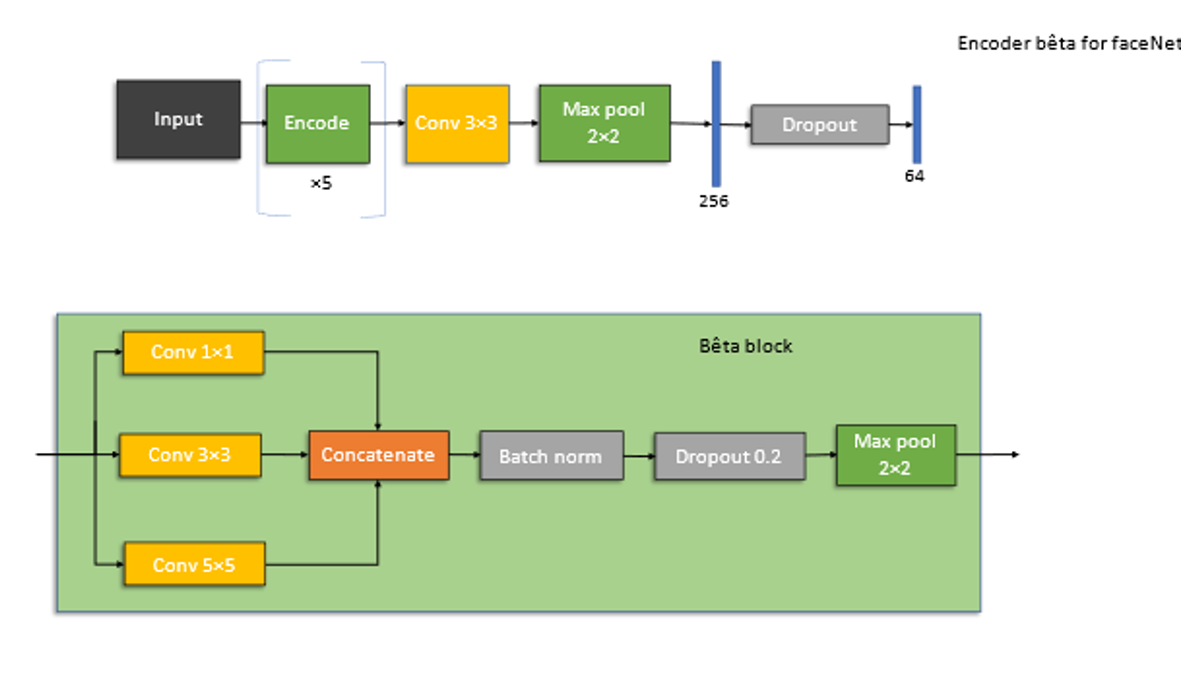 Encoder bêta for faceNet
Input
Encode
×5
Conv 3×3
Max pool
2×2
256
Dropout
64
Bêta block
Conv 1×1
Conv 3×3
Conv 5×5
Concatenate
Batch norm
Dropout 0.2
Max pool
2×2